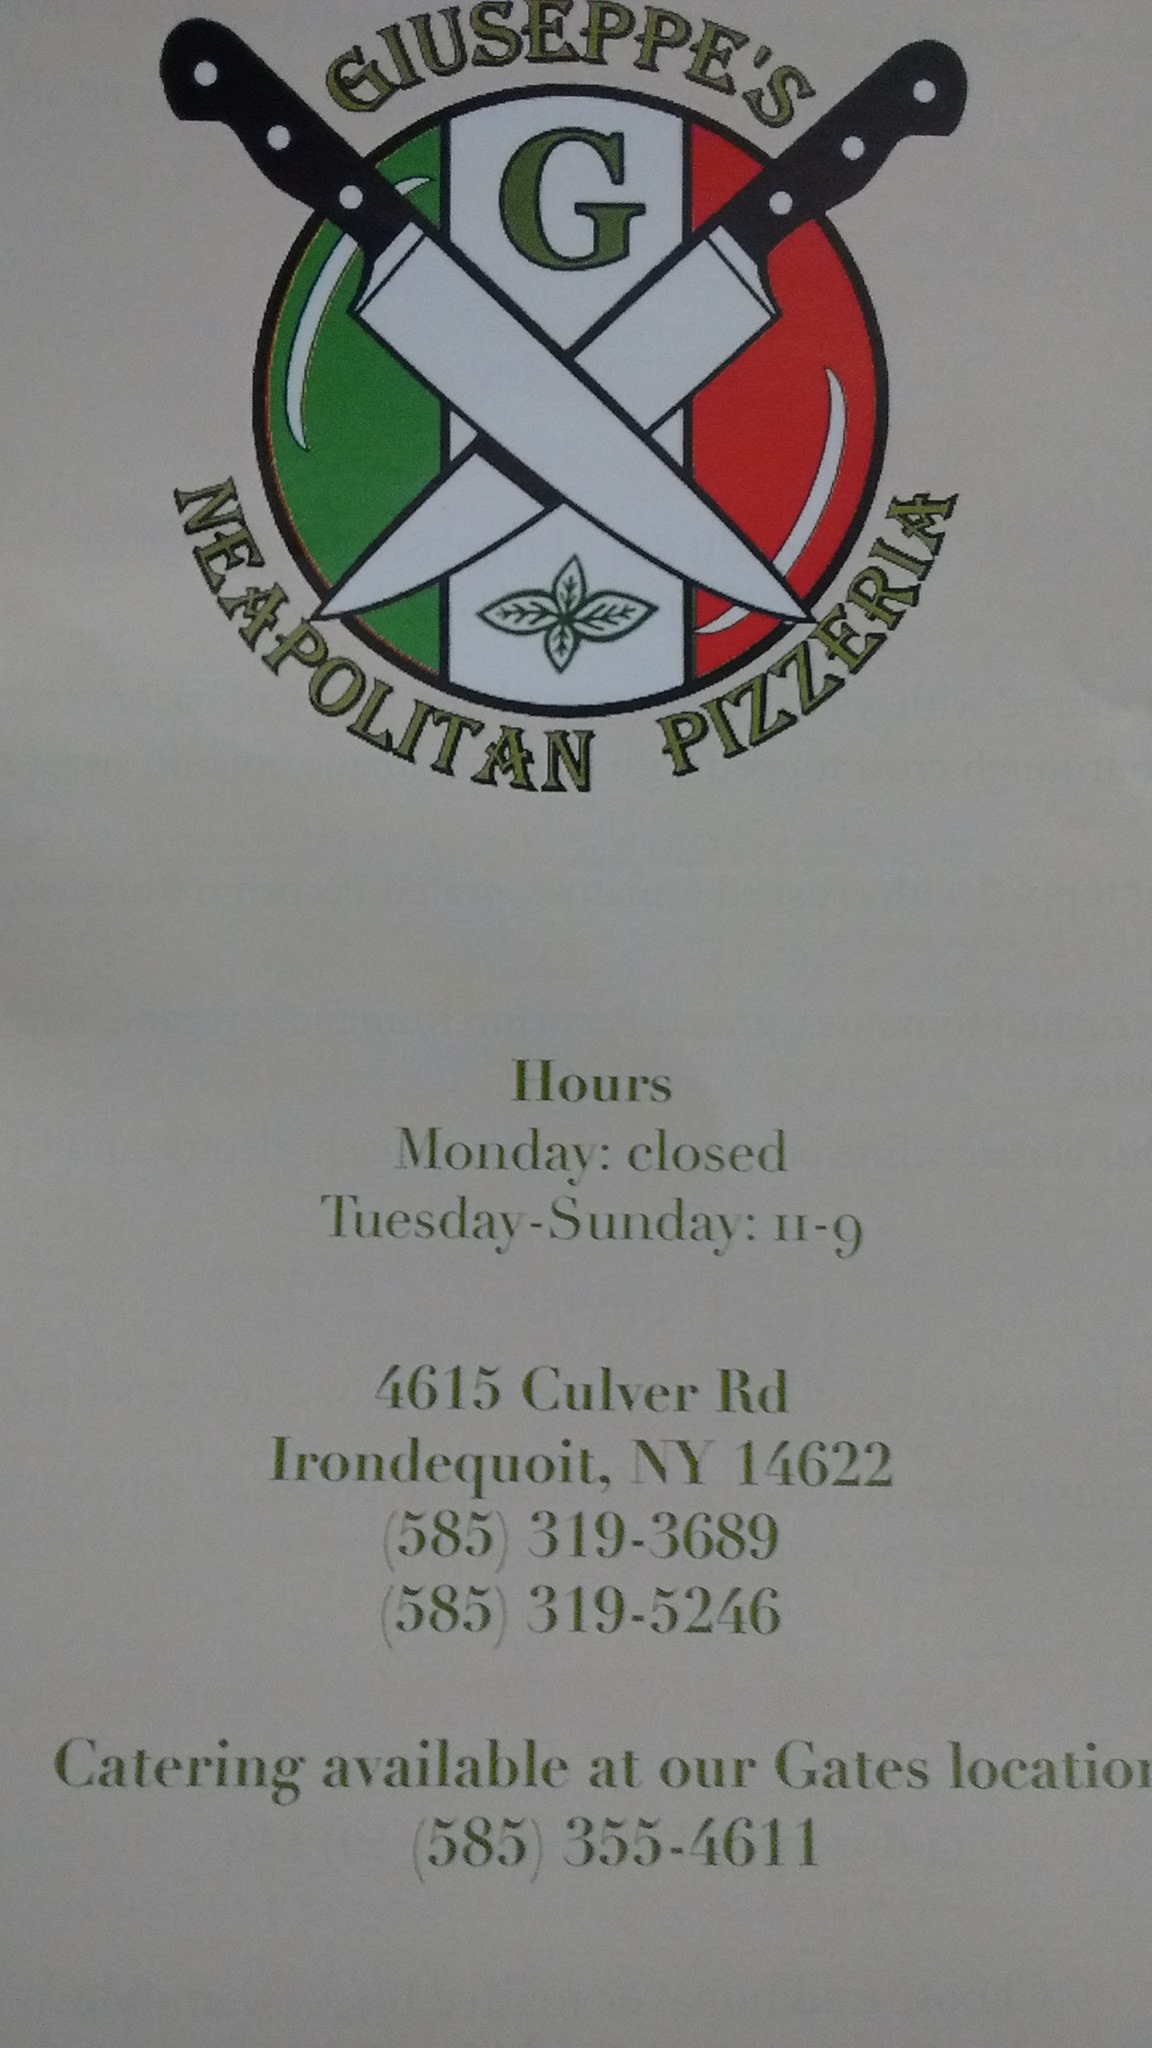 GIUSEPPE'S
G
NEAPOLITAN PIZZERIA
Hours
Monday: closed
Tuesday-Sunday: 11-9
4615 Culver Rd
Irondequoit, NY 14622
(585) 319-3689
(585) 319-5246
Catering available at our Gates location
(585) 355-4611